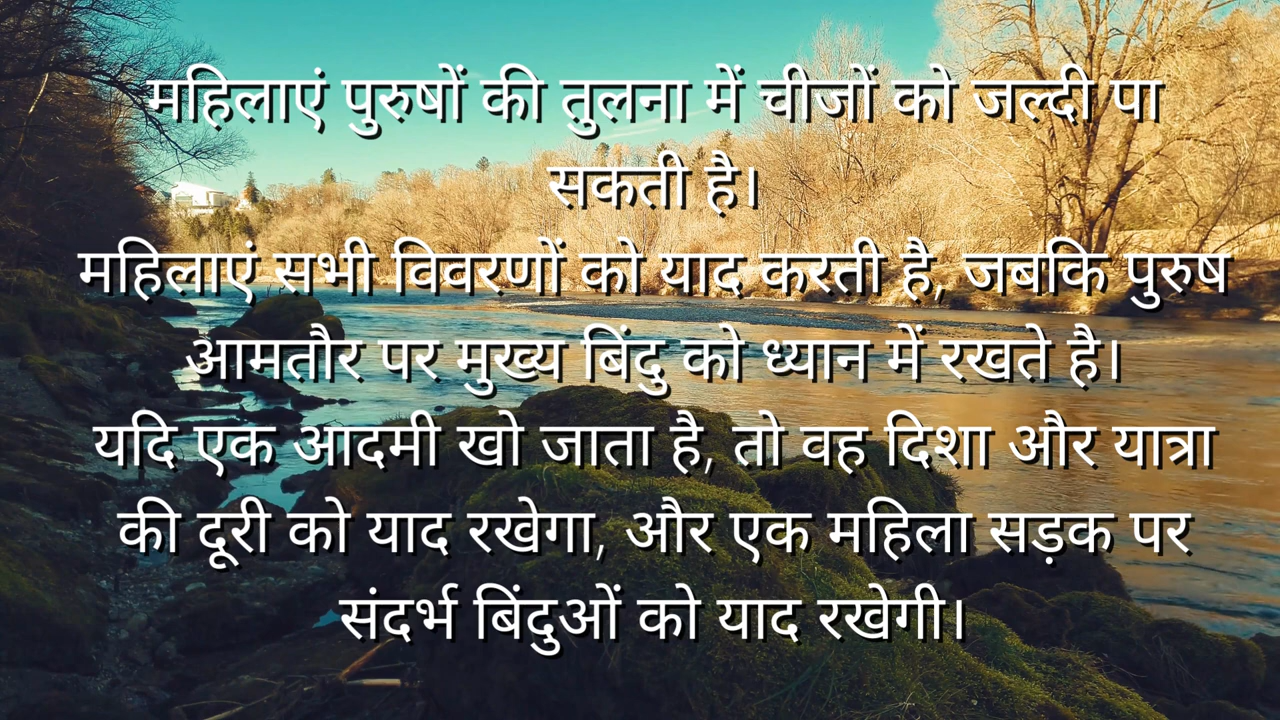 महिलाएं पुरुषों की तुलना में चीजों को जल्दी पा
सकती है।
महिलाएं सभी विवरणों को याद करती है, जबकि पुरुष
आमतौर पर मुख्य बिंदु को ध्यान में रखते है।
यदि एक आदमी खो जाता है, तो वह दिशा और यात्रा
की दूरी को याद रखेगा, और एक महिला सड़क पर
संदर्भ बिंदुओं को याद रखेगी।